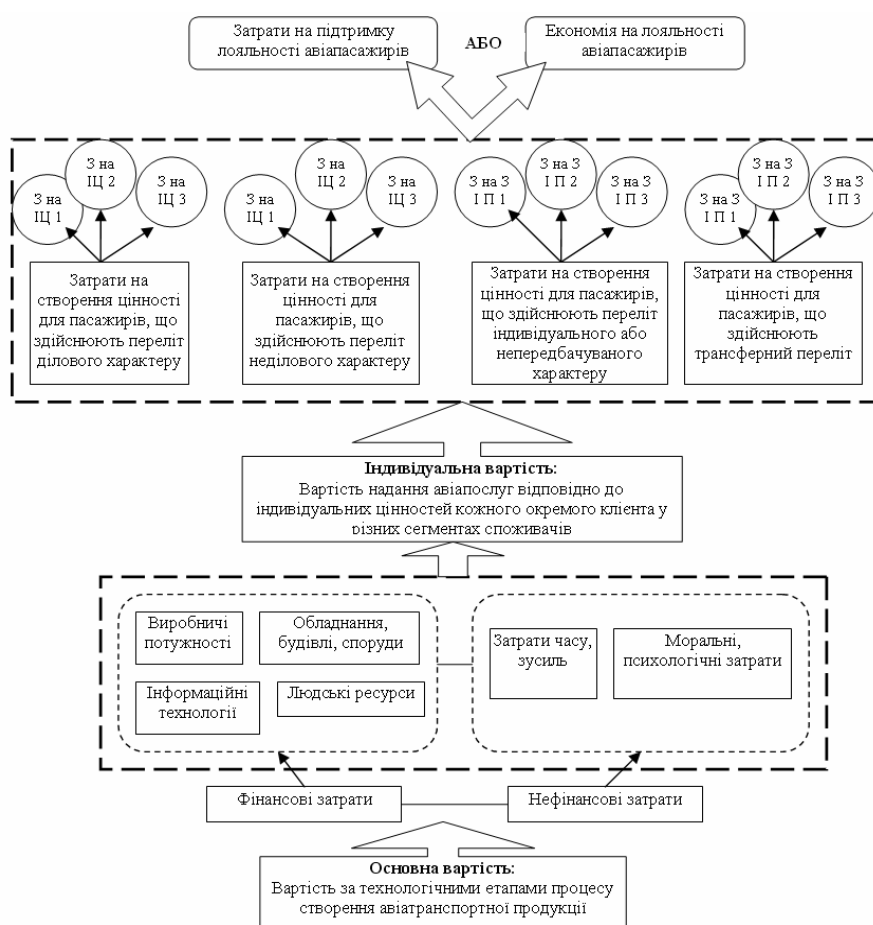 Затрати на підтримку
лояльності авіапасажирів
АБО
Економія на лояльності
авіапасажирів
З на
ІЦ 1
З на
ІЦ 2
З на
ІЦ 3
З на
ІЦ 1
З на
ІЦ 2
З на
ІЦ 3
З на З
І П 1
З на З
І П 2
З на З
І П 3
З на З
І П 1
З на З
І П 2
З на З
І П 3
Затрати на
створення цінності
для пасажирів, що
здійснюють переліт
ділового характеру
Затрати на створення
цінності для
пасажирів, що
здійснюють переліт
неділового характеру
Затрати на створення
цінності для пасажирів,
що здійснюють переліт
індивідуального або
непередбачуваного
характеру
Затрати на створення
цінності для
пасажирів, що
здійснюють
трансферний переліт
Індивідуальна вартість:
Вартість надання авіапослуг відповідно до
індивідуальних цінностей кожного окремого клієнта у
різних сегментах споживачів
Виробничі
потужності
Обладнання,
будівлі, споруди
Інформаційні
технології
Людські ресурси
Затрати часу,
зусиль
Моральні,
психологічні затрати
Фінансові затрати
Нефінансові затрати
Основна вартість:
Вартість за технологічними етапами процесу
створення авіатранспортної продукції